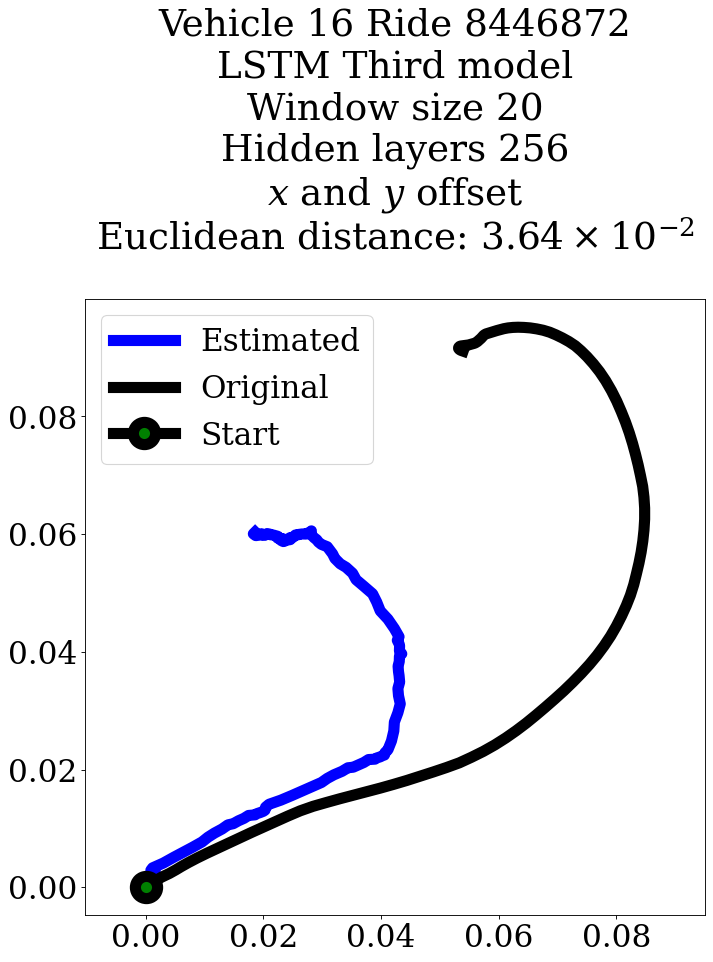 Vehicle 16 Ride 8446872
LSTM Third model
Window size 20
Hidden layers 256
x and y offset
Euclidean distance: 3.64 × 10⁻²
Estimated
Original
Start
0.08
0.06
0.04
0.02
0.00
0.00 0.02 0.04 0.06 0.08